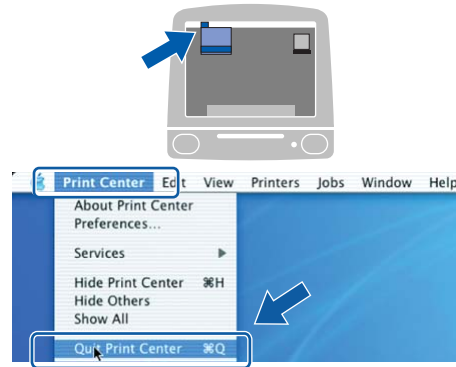 Print Center Edit View Printers Jobs Window Help
About Print Center
Preferences...
Services
Hide Print Center ⌘H
Hide Others
Show All
Quit Print Center ⌘Q